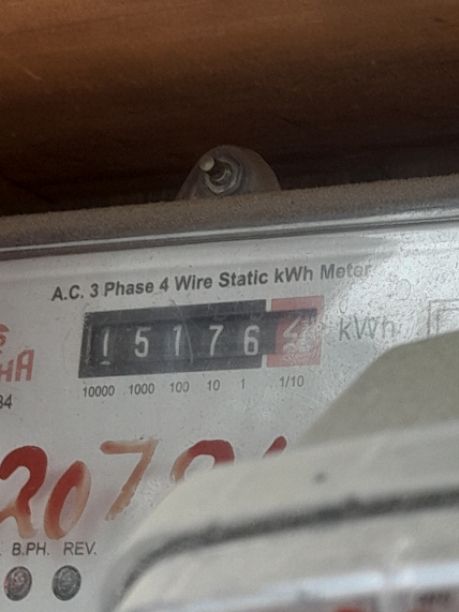 A.C. 3 Phase 4 Wire Static kWh Meter
15176 kWh
10000 1000 100 10 1 1/10
B.PH. REV.